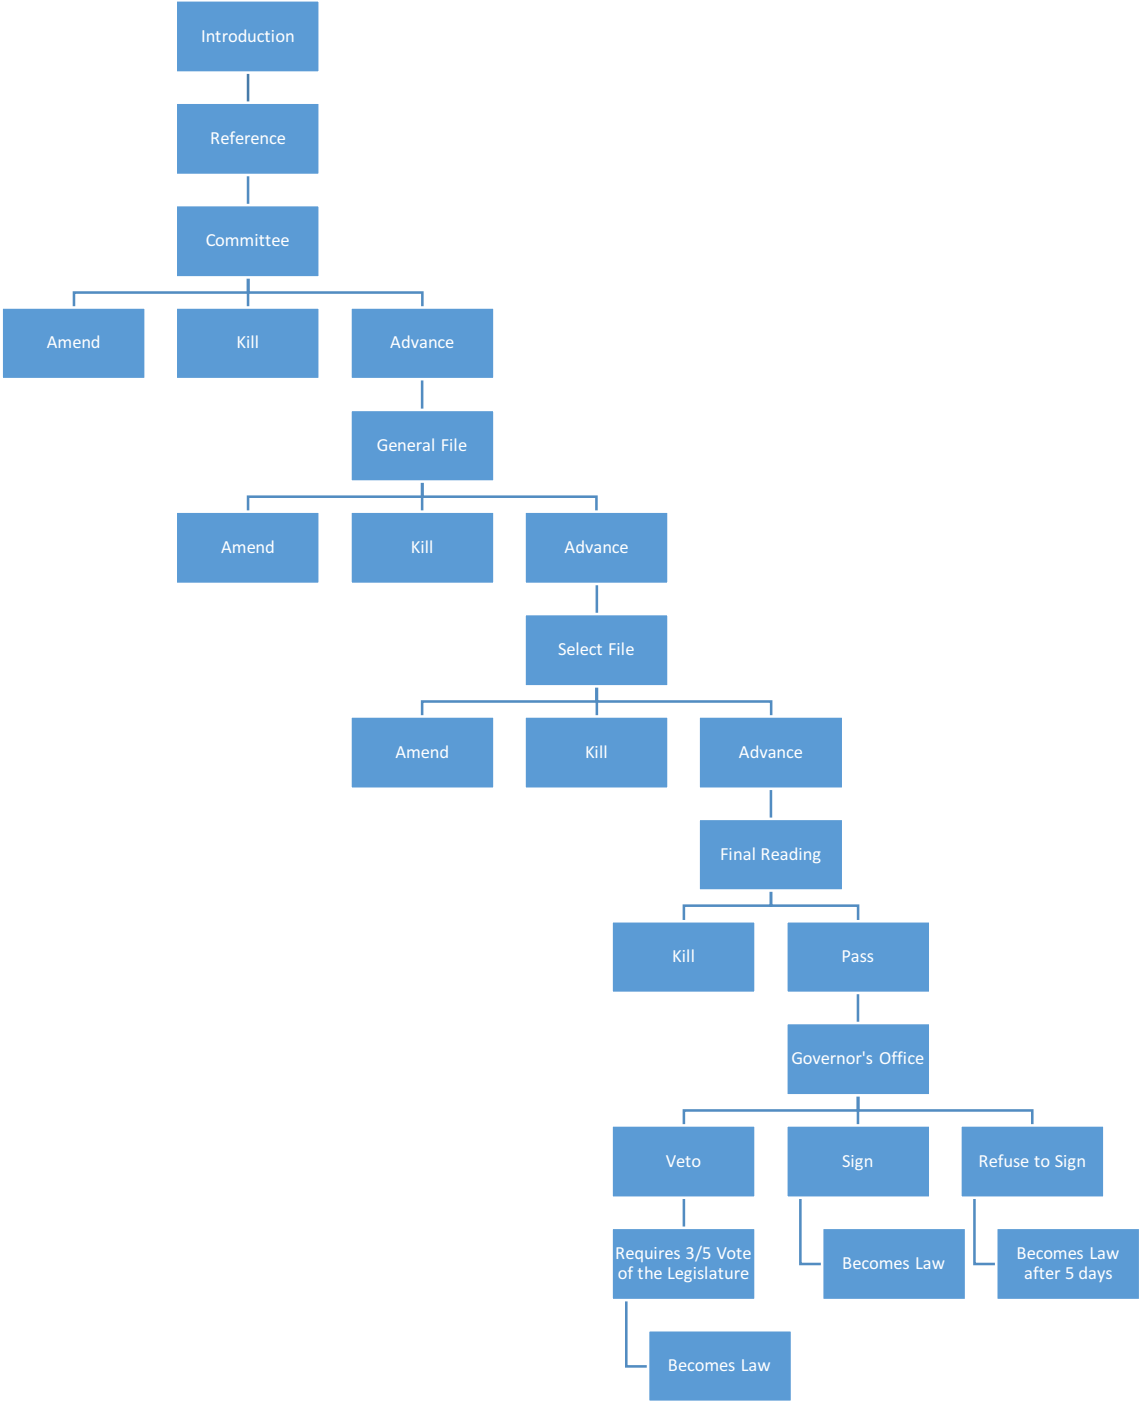 Introduction
Reference
Committee
Amend
Kill
Advance
General File
Amend
Kill
Advance
Select File
Amend
Kill
Advance
Final Reading
Kill
Pass
Governor's Office
Veto
Sign
Refuse to Sign
Requires 3/5 Vote
of the Legislature
Becomes Law
Becomes Law
after 5 days
Becomes Law